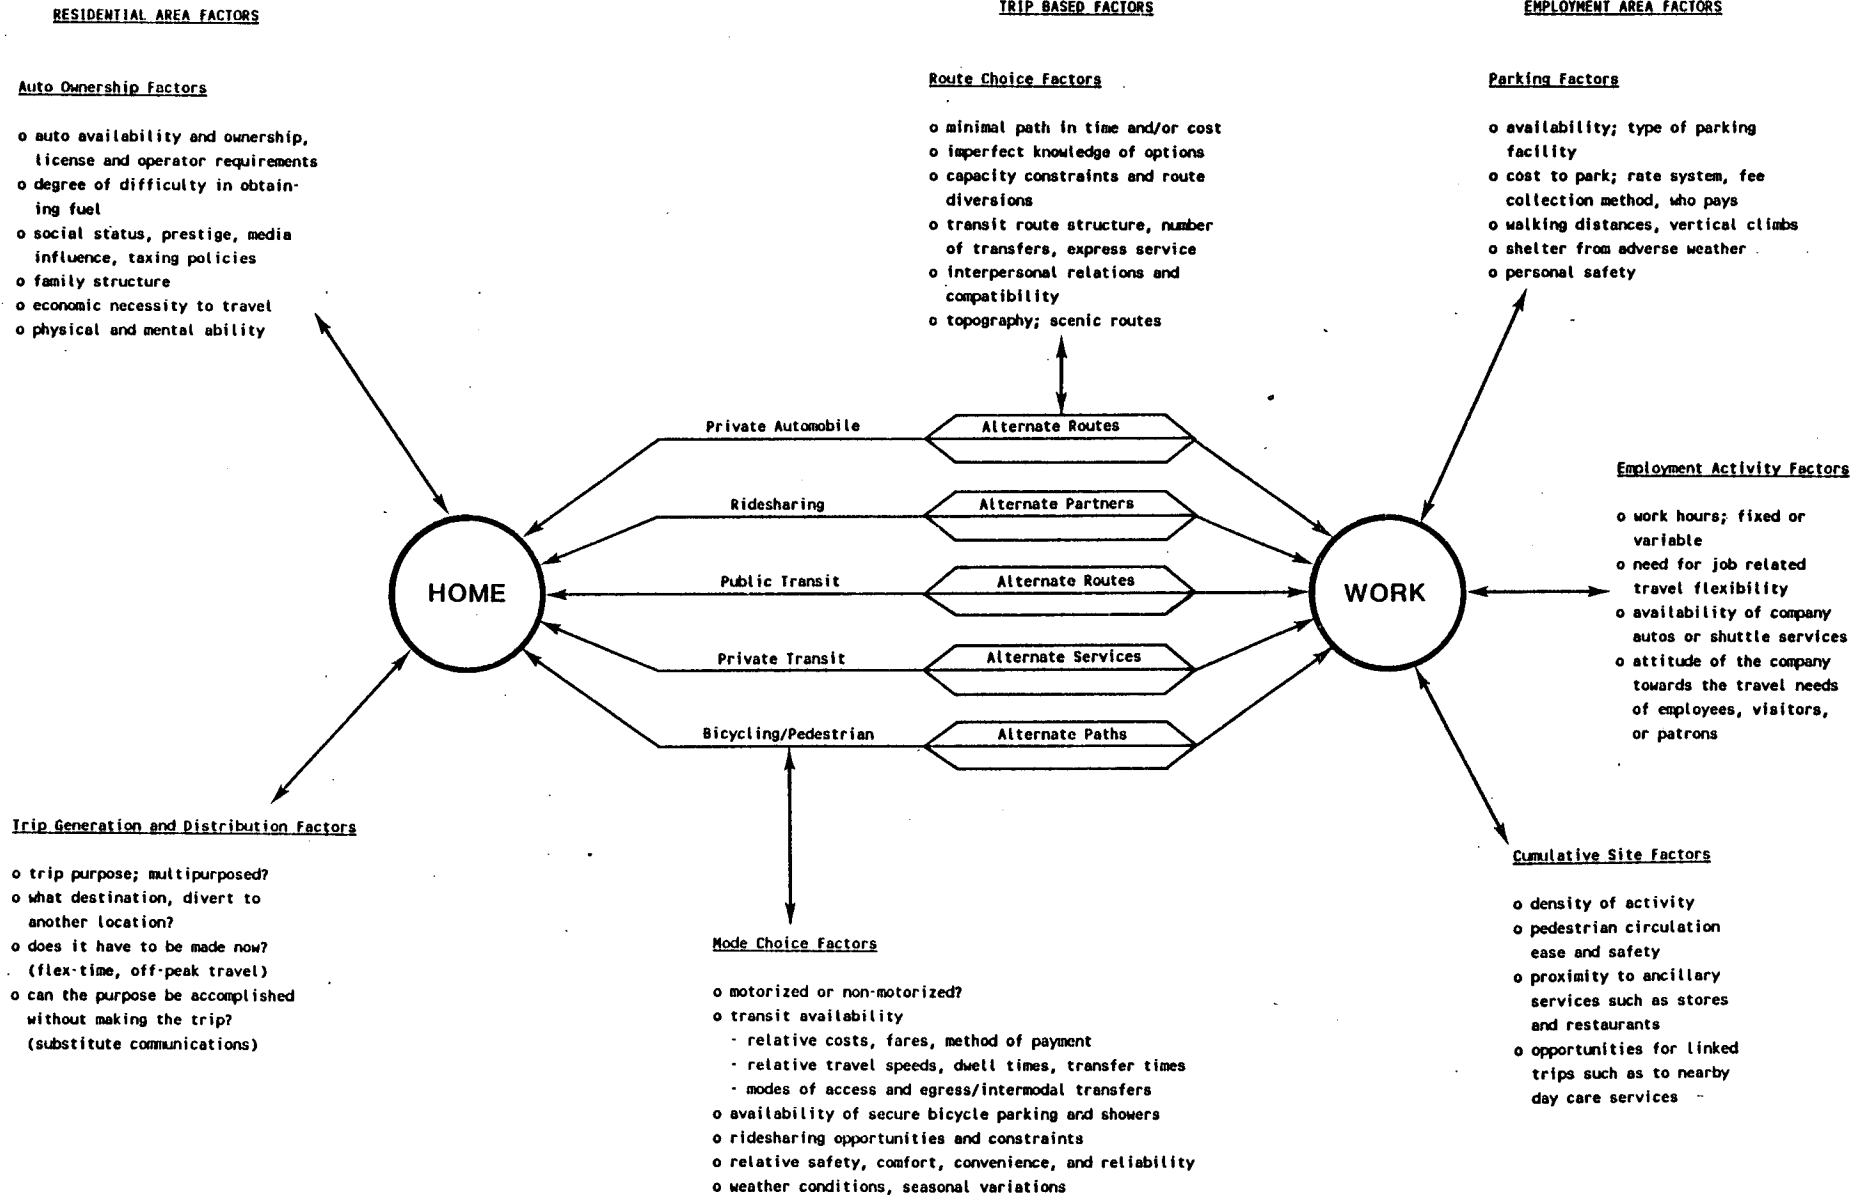 RESIDENTIAL AREA FACTORS
TRIP BASED FACTORS
EMPLOYMENT AREA FACTORS
Auto Ownership Factors
o auto availability and ownership,
license and operator requirements
o degree of difficulty in obtain-
ing fuel
o social status, prestige, media
influence, taxing policies
o family structure
o economic necessity to travel
o physical and mental ability
Route Choice Factors
o minimal path in time and/or cost
o imperfect knowledge of options
o capacity constraints and route
diversions
o transit route structure, number
of transfers, express service
o interpersonal relations and
compatibility
o topography; scenic routes
Parking Factors
o availability; type of parking
facility
o cost to park; rate system, fee
collection method, who pays
o walking distances, vertical climbs
o shelter from adverse weather
o personal safety
Private Automobile
Alternate Routes
Ridesharing
Alternate Partners
Public Transit
Alternate Routes
Private Transit
Alternate Services
Bicycling/Pedestrian
Alternate Paths
HOME
WORK
Employment Activity Factors
o work hours; fixed or
variable
o need for job related
travel flexibility
o availability of company
autos or shuttle services
o attitude of the company
towards the travel needs
of employees, visitors,
or patrons
Trip Generation and Distribution Factors
o trip purpose; multipurposed?
o what destination, divert to
another location?
o does it have to be made now?
(flex-time, off-peak travel)
o can the purpose be accomplished
without making the trip?
(substitute communications)
Mode Choice Factors
o motorized or non-motorized?
o transit availability
- relative costs, fares, method of payment
- relative travel speeds, dwell times, transfer times
- modes of access and egress/intermodal transfers
o availability of secure bicycle parking and showers
o ridesharing opportunities and constraints
o relative safety, comfort, convenience, and reliability
o weather conditions, seasonal variations
Cumulative Site Factors
o density of activity
o pedestrian circulation
ease and safety
o proximity to ancillary
services such as stores
and restaurants
o opportunities for linked
trips such as to nearby
day care services